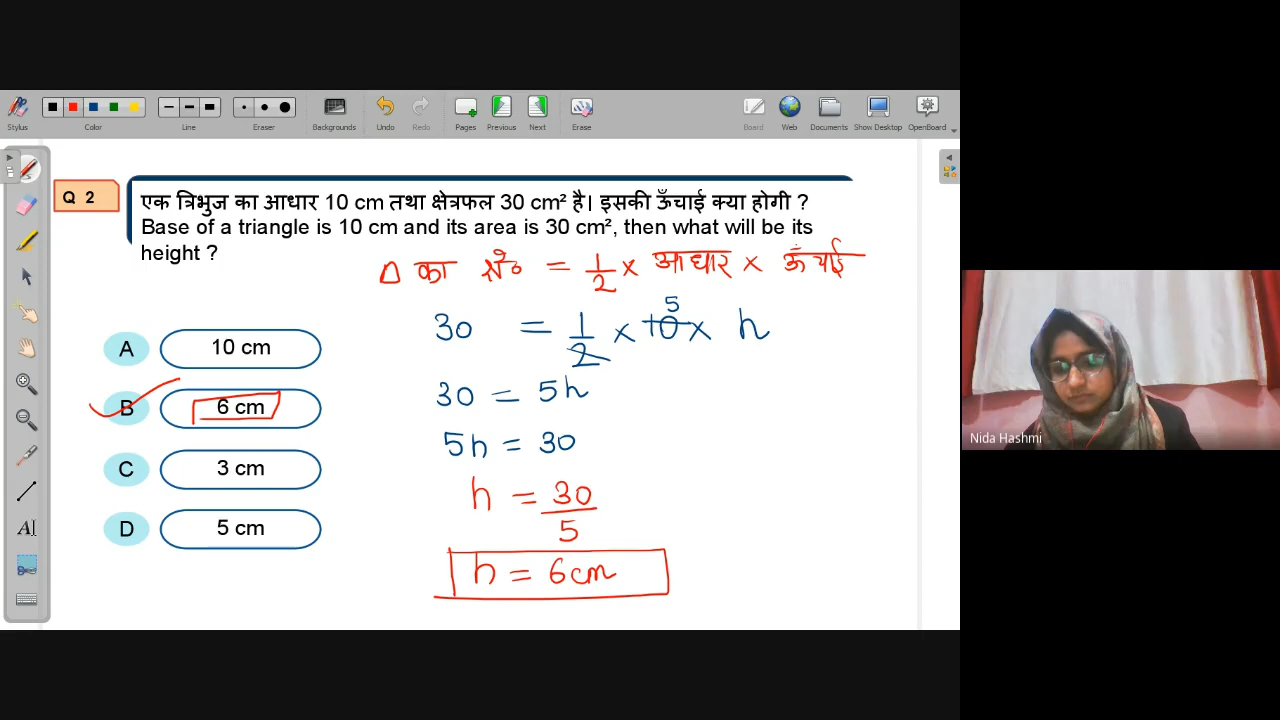 Stylus
Color
Line
Eraser
Backgrounds
Undo
Redo
Pages
Previous
Next
Erase
Board
Web
Documents
Show Desktop
OpenBoard
Q 2
एक त्रिभुज का आधार 10 cm तथा क्षेत्रफल 30 cm² है। इसकी ऊँचाई क्या होगी ?
Base of a triangle is 10 cm and its area is 30 cm², then what will be its
height ?
Δ का क्षे० = 1/2 × आधार × ऊँचाई
30 = 1/2 × 10 × h
5
30 = 5h
5h = 30
h = 30/5
h = 6cm
A 10 cm
B 6 cm
C 3 cm
D 5 cm
Nida Hashmi